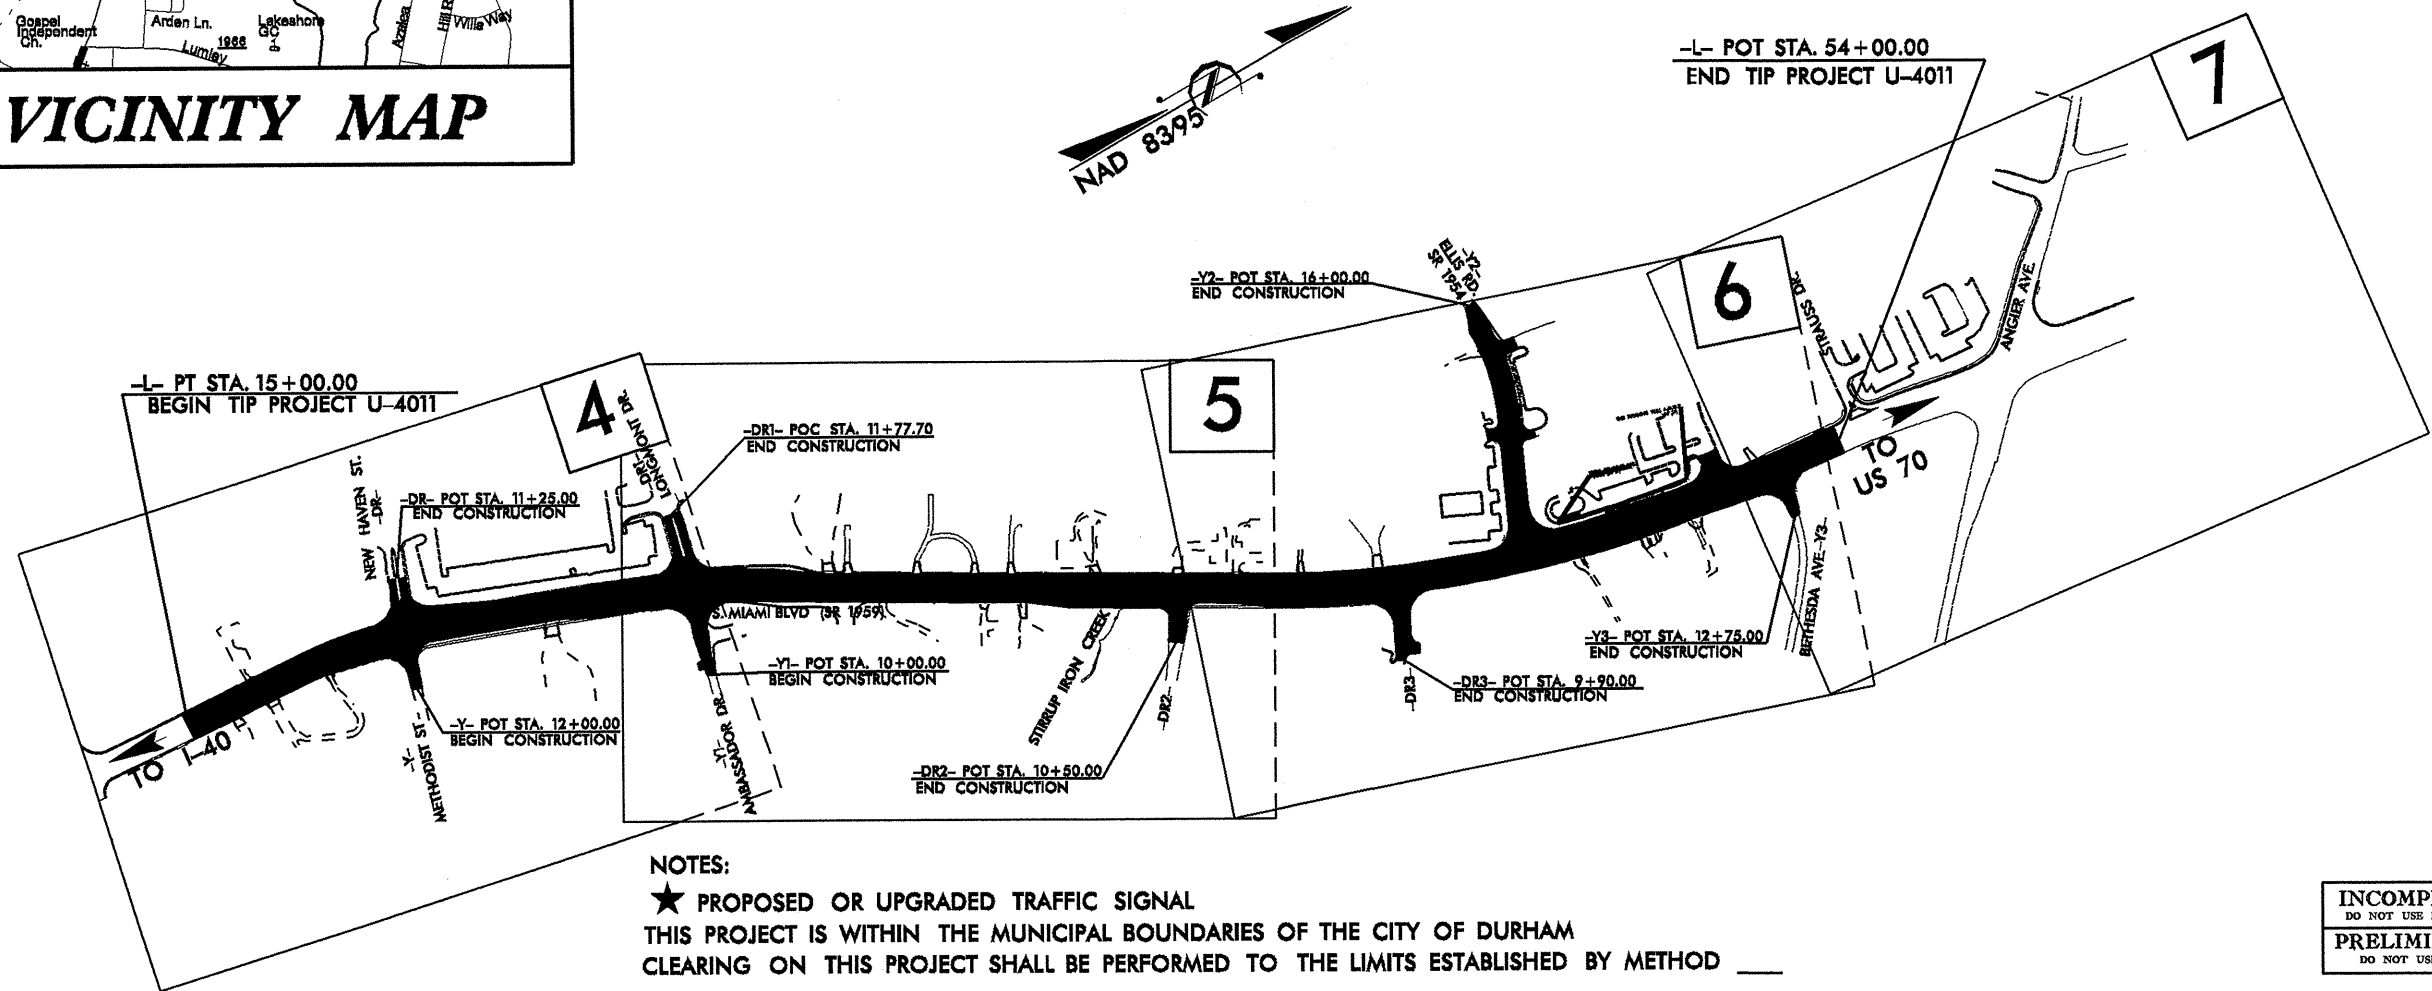 Gospel
Independent
Ch.
Arden Ln.
Lakeshore
GC
1966
Lumley
Azalea
Hill R
Wills Way
VICINITY MAP
NAD 83/95
-L- POT STA. 54+00.00
END TIP PROJECT U-4011
7
-Y2- POT STA. 16+00.00
END CONSTRUCTION
-Y2-
ELLIS RD.
SR 1954
6
STRAUSS DR.
ANGIER AVE.
-L- PT STA. 15+00.00
BEGIN TIP PROJECT U-4011
4
-DR1-
LONGMONT DR.
5
-DR1- POC STA. 11+77.70
END CONSTRUCTION
NEW HAVEN ST.
-DR-
-DR- POT STA. 11+25.00
END CONSTRUCTION
TO
US 70
S. MIAMI BLVD (SR 1959)
STIRRUP IRON CREEK
-Y1- POT STA. 10+00.00
BEGIN CONSTRUCTION
-Y3- POT STA. 12+75.00
END CONSTRUCTION
BETHESDA AVE. -Y3-
-DR2-
-DR3-
-DR3- POT STA. 9+90.00
END CONSTRUCTION
-Y- POT STA. 12+00.00
BEGIN CONSTRUCTION
TO I-40
-Y-
METHODIST ST.
-Y1-
AMBASSADOR DR.
-DR2- POT STA. 10+50.00
END CONSTRUCTION
NOTES:
★ PROPOSED OR UPGRADED TRAFFIC SIGNAL
THIS PROJECT IS WITHIN THE MUNICIPAL BOUNDARIES OF THE CITY OF DURHAM
CLEARING ON THIS PROJECT SHALL BE PERFORMED TO THE LIMITS ESTABLISHED BY METHOD ___
INCOMP
DO NOT USE
PRELIMI
DO NOT US